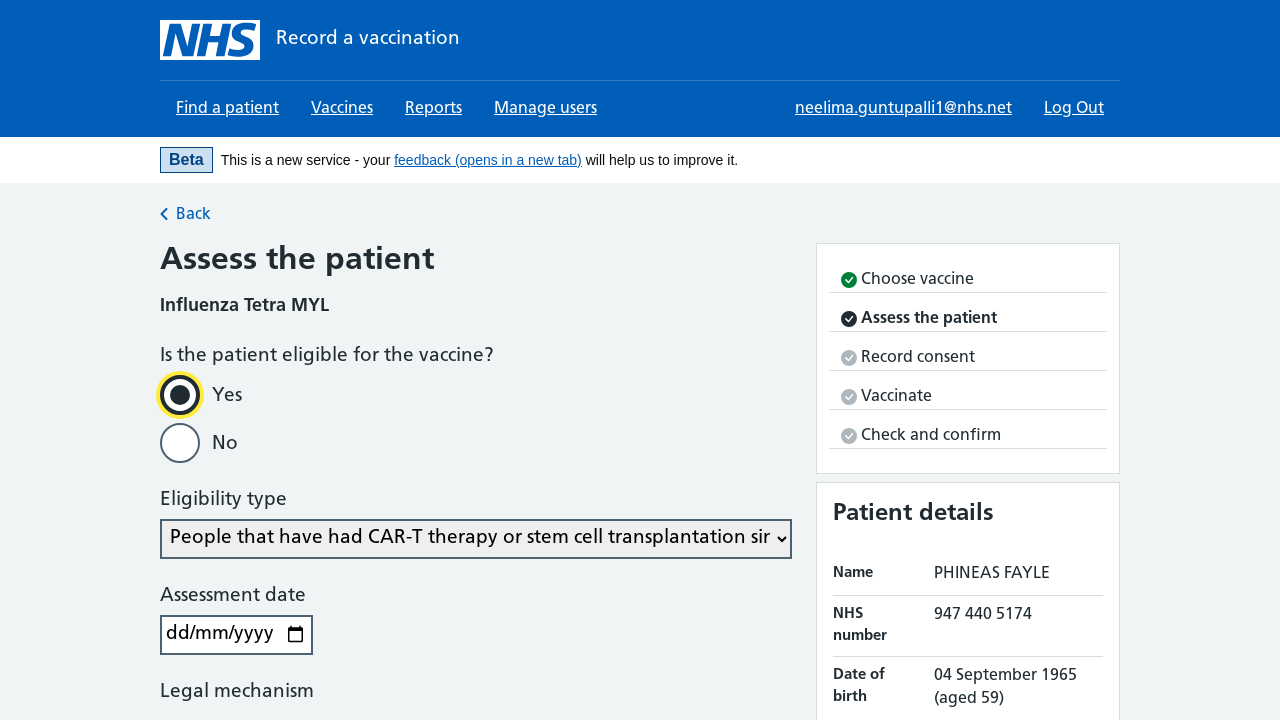 NHS Record a vaccination
Find a patient Vaccines Reports Manage users neelima.guntupalli1@nhs.net Log Out
Beta This is a new service - your feedback (opens in a new tab) will help us to improve it.
Back
Assess the patient
Influenza Tetra MYL
Is the patient eligible for the vaccine?
Yes
No
Eligibility type
People that have had CAR-T therapy or stem cell transplantation sir
Assessment date
dd/mm/yyyy
Legal mechanism
Choose vaccine
Assess the patient
Record consent
Vaccinate
Check and confirm
Patient details
Name PHINEAS FAYLE
NHS number 947 440 5174
Date of birth 04 September 1965
(aged 59)